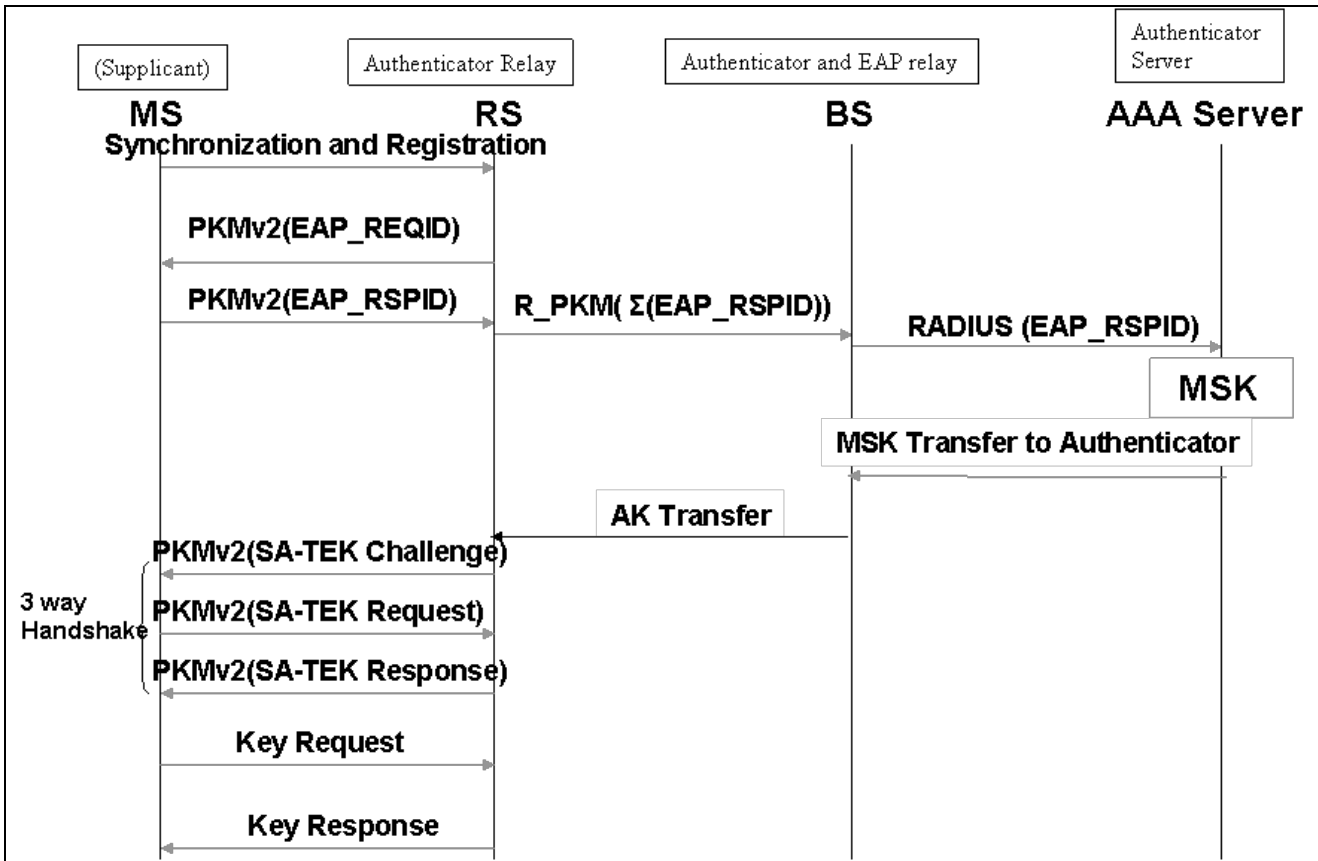 (Supplicant)
Authenticator Relay
Authenticator and EAP relay
Authenticator
Server
MS
RS
BS
AAA Server
Synchronization and Registration
PKMv2(EAP_REQID)
PKMv2(EAP_RSPID)
R_PKM( Σ(EAP_RSPID))
RADIUS (EAP_RSPID)
MSK
MSK Transfer to Authenticator
AK Transfer
PKMv2(SA-TEK Challenge)
3 way
Handshake
PKMv2(SA-TEK Request)
PKMv2(SA-TEK Response)
Key Request
Key Response